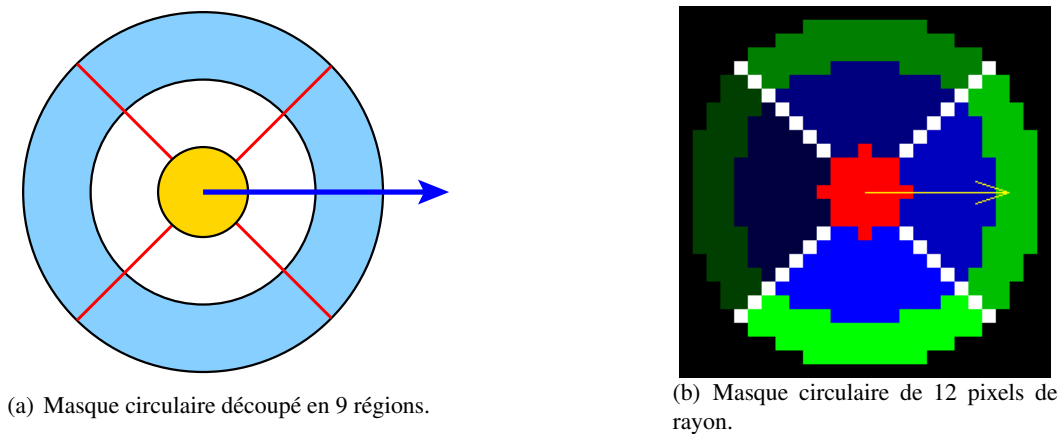 (a) Masque circulaire découpé en 9 régions.
(b) Masque circulaire de 12 pixels de
rayon.